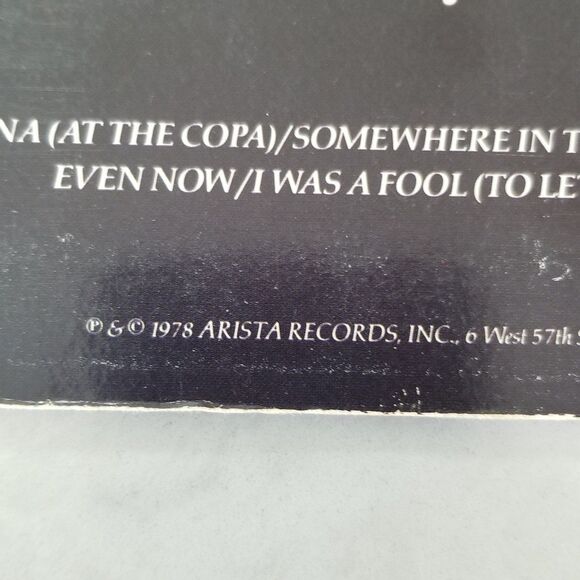 NA (AT THE COPA)/SOMEWHERE IN T
EVEN NOW/I WAS A FOOL (TO LET
℗ & © 1978 ARISTA RECORDS, INC., 6 West 57th S